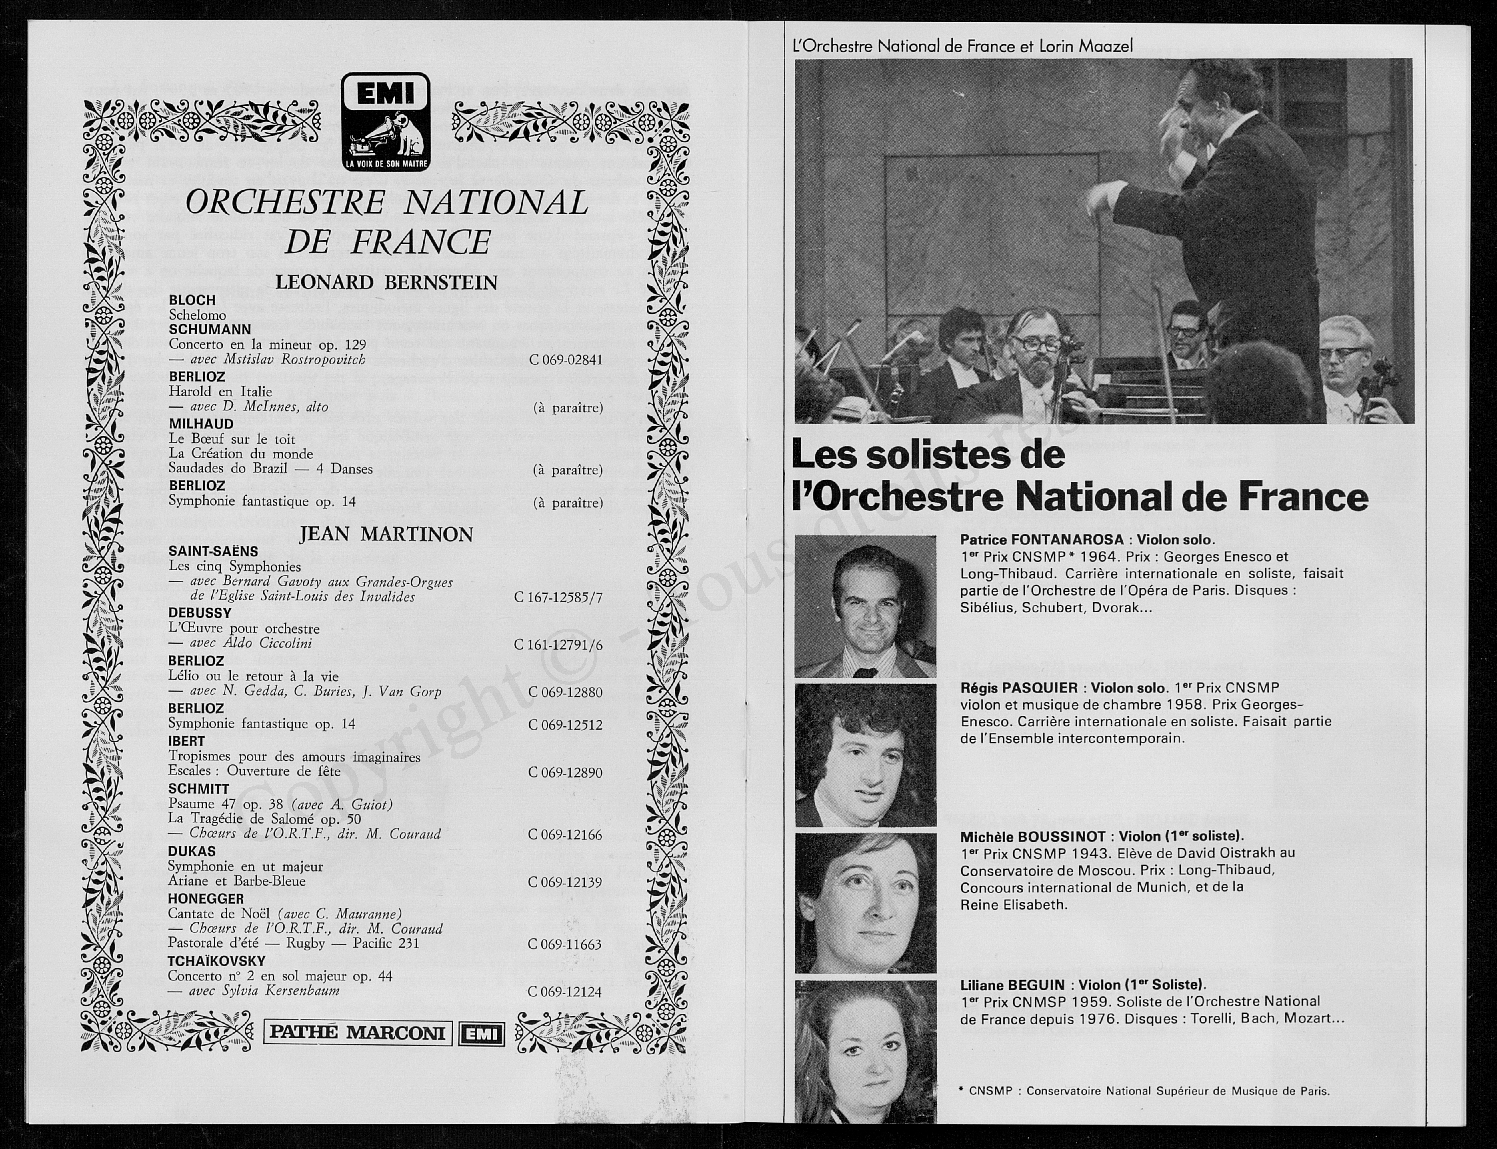 EMI
LA VOIX DE SON MAITRE
ORCHESTRE NATIONAL
DE FRANCE
LEONARD BERNSTEIN
BLOCH
Schelomo
SCHUMANN
Concerto en la mineur op. 129
— avec Mstislav Rostropovitch C 069-02841
BERLIOZ
Harold en Italie
— avec D. McInnes, alto (à paraître)
MILHAUD
Le Bœuf sur le toit
La Création du monde
Saudades do Brazil — 4 Danses (à paraître)
BERLIOZ
Symphonie fantastique op. 14 (à paraître)
JEAN MARTINON
SAINT-SAËNS
Les cinq Symphonies
— avec Bernard Gavoty aux Grandes-Orgues
de l'Eglise Saint-Louis des Invalides C 167-12585/7
DEBUSSY
L'Œuvre pour orchestre
— avec Aldo Ciccolini C 161-12791/6
BERLIOZ
Lélio ou le retour à la vie
— avec N. Gedda, C. Buries, J. Van Gorp C 069-12880
BERLIOZ
Symphonie fantastique op. 14 C 069-12512
IBERT
Tropismes pour des amours imaginaires
Escales : Ouverture de fête C 069-12890
SCHMITT
Psaume 47 op. 38 (avec A. Guiot)
La Tragédie de Salomé op. 50
— Chœurs de l'O.R.T.F., dir. M. Couraud C 069-12166
DUKAS
Symphonie en ut majeur
Ariane et Barbe-Bleue C 069-12139
HONEGGER
Cantate de Noël (avec C. Mauranne)
— Chœurs de l'O.R.T.F., dir. M. Couraud
Pastorale d'été — Rugby — Pacific 231 C 069-11663
TCHAÏKOVSKY
Concerto n° 2 en sol majeur op. 44
— avec Sylvia Kersenbaum C 069-12124
PATHÉ MARCONI EMI
L'Orchestre National de France et Lorin Maazel
Les solistes de
l'Orchestre National de France
Patrice FONTANAROSA : Violon solo.
1er Prix CNSMP* 1964. Prix : Georges Enesco et
Long-Thibaud. Carrière internationale en soliste, faisait
partie de l'Orchestre de l'Opéra de Paris. Disques :
Sibélius, Schubert, Dvorak...
Régis PASQUIER : Violon solo. 1er Prix CNSMP
violon et musique de chambre 1958. Prix Georges-
Enesco. Carrière internationale en soliste. Faisait partie
de l'Ensemble intercontemporain.
Michèle BOUSSINOT : Violon (1er soliste).
1er Prix CNSMP 1943. Elève de David Oistrakh au
Conservatoire de Moscou. Prix : Long-Thibaud,
Concours international de Munich, et de la
Reine Elisabeth.
Liliane BEGUIN : Violon (1er Soliste).
1er Prix CNMSP 1959. Soliste de l'Orchestre National
de France depuis 1976. Disques : Torelli, Bach, Mozart...
* CNSMP : Conservatoire National Supérieur de Musique de Paris.
Copyright © - Tous droits rés